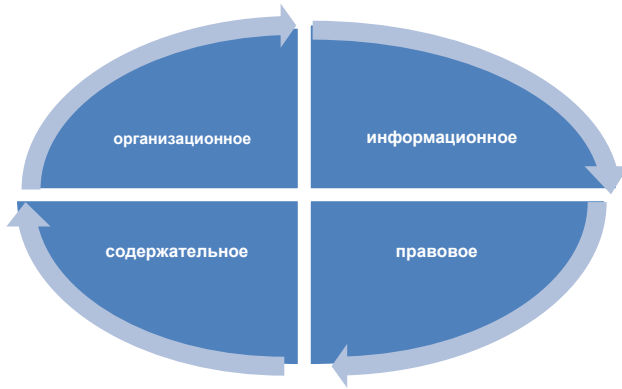 организационное
информационное
содержательное
правовое